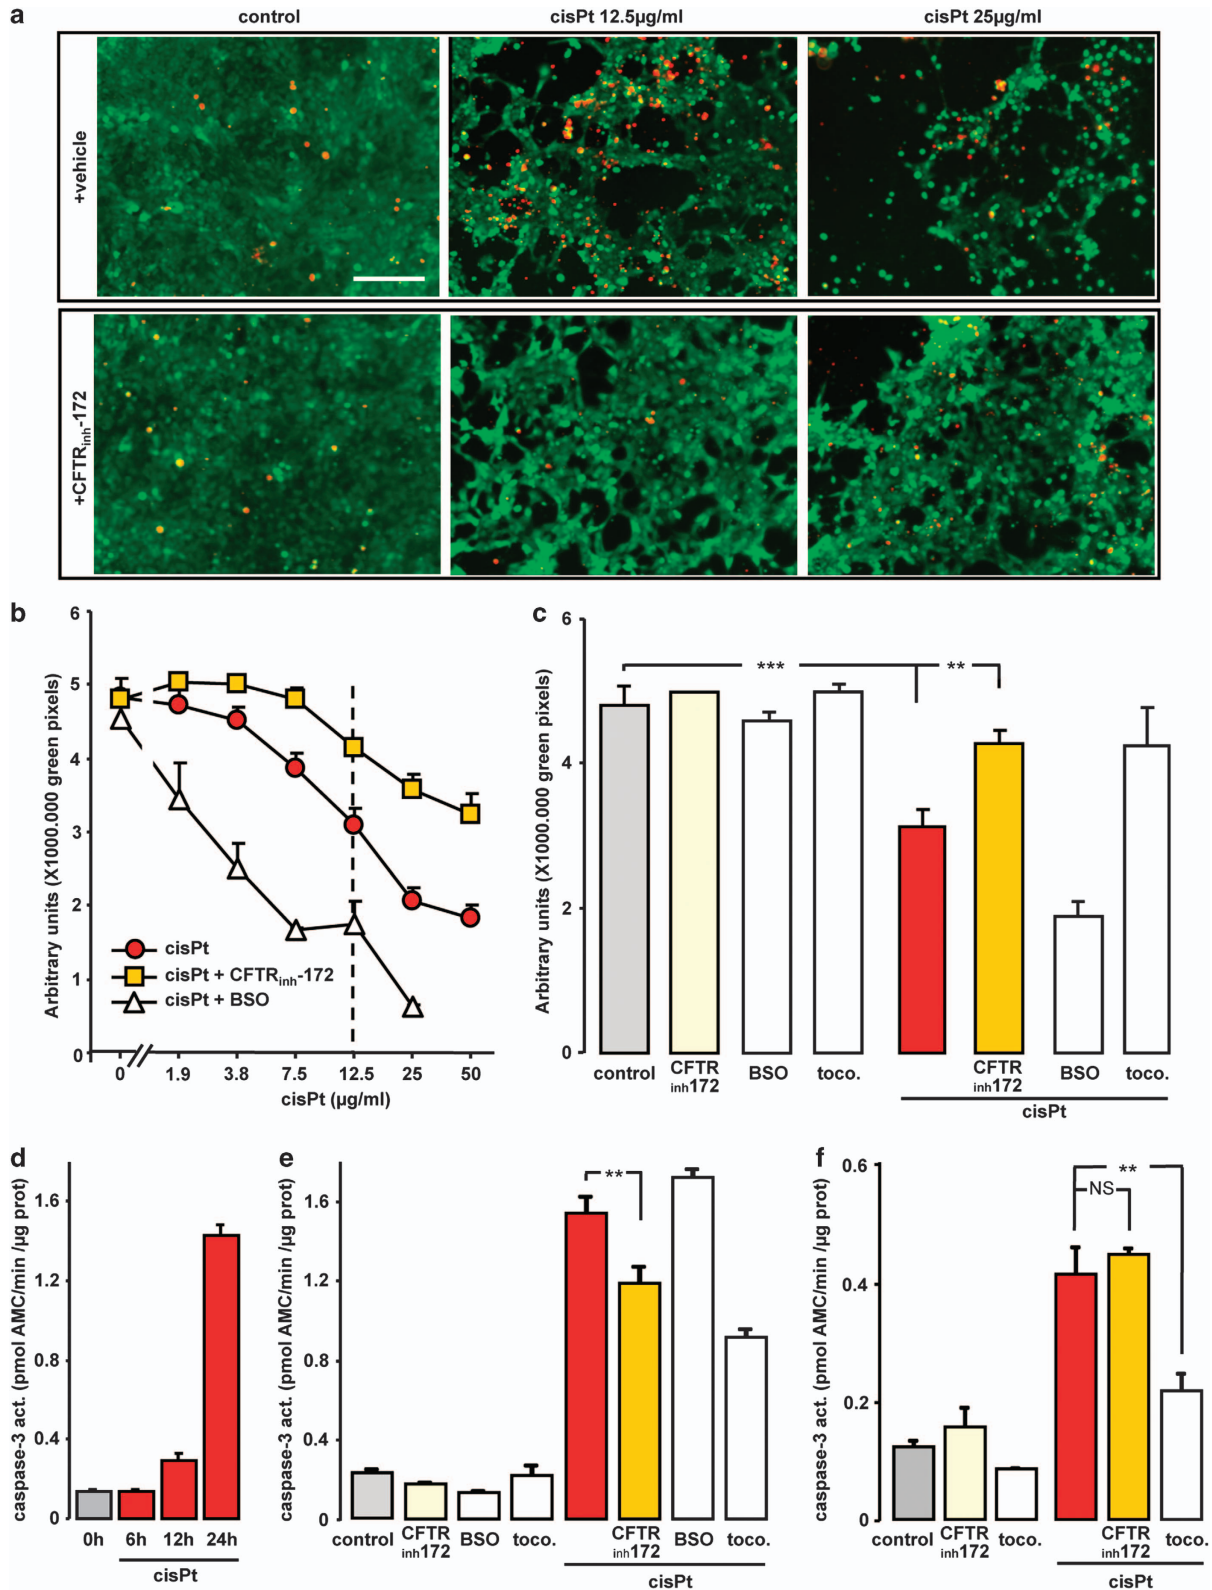 a
control
cisPt 12.5µg/ml
cisPt 25µg/ml
+vehicle
+CFTRinh-172
b
6
5
4
3
2
1
0
Arbitrary units (X1000.000 green pixels)
cisPt
cisPt + CFTRinh-172
cisPt + BSO
0
1.9
3.8
7.5
12.5
25
50
cisPt (µg/ml)
c
6
4
2
0
Arbitrary units (X1000.000 green pixels)
***
**
control
CFTR
inh172
BSO
toco.
CFTR
inh172
BSO
toco.
cisPt
d
1.6
1.2
0.8
0.4
0
caspase-3 act. (pmol AMC/min /µg prot)
0h
6h
12h
24h
cisPt
e
1.6
1.2
0.8
0.4
0
caspase-3 act. (pmol AMC/min /µg prot)
**
control
CFTR
inh172
BSO
toco.
CFTR
inh172
BSO
toco.
cisPt
f
0.6
0.4
0.2
0
caspase-3 act. (pmol AMC/min /µg prot)
**
NS
control
CFTR
inh172
toco.
CFTR
inh172
toco.
cisPt